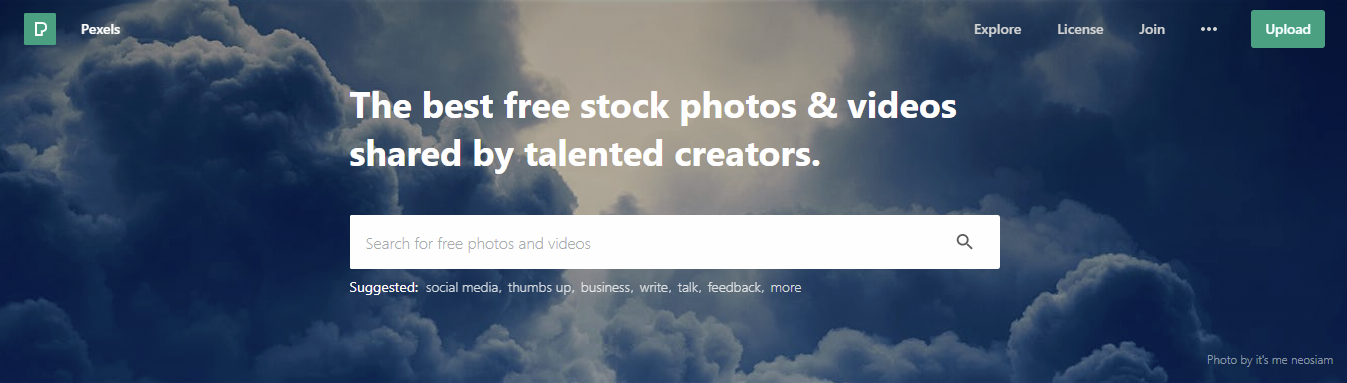 Pexels
Explore
License
Join
Upload
The best free stock photos & videos
shared by talented creators.
Search for free photos and videos
Suggested: social media, thumbs up, business, write, talk, feedback, more
Photo by it's me neosiam